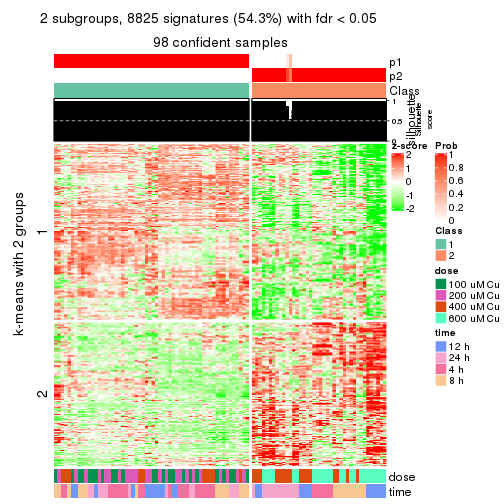 2 subgroups, 8825 signatures (54.3%) with fdr < 0.05
98 confident samples
p1
p2
Class
1
0.5
0
Silhouette
Silhouette
score
k-means with 2 groups
1
2
z-score
2
1
0
-1
-2
Prob
1
0.8
0.6
0.4
0.2
0
Class
1
2
dose
100 uM Cu
200 uM Cu
400 uM Cu
600 uM Cu
time
12 h
24 h
4 h
8 h
dose
time